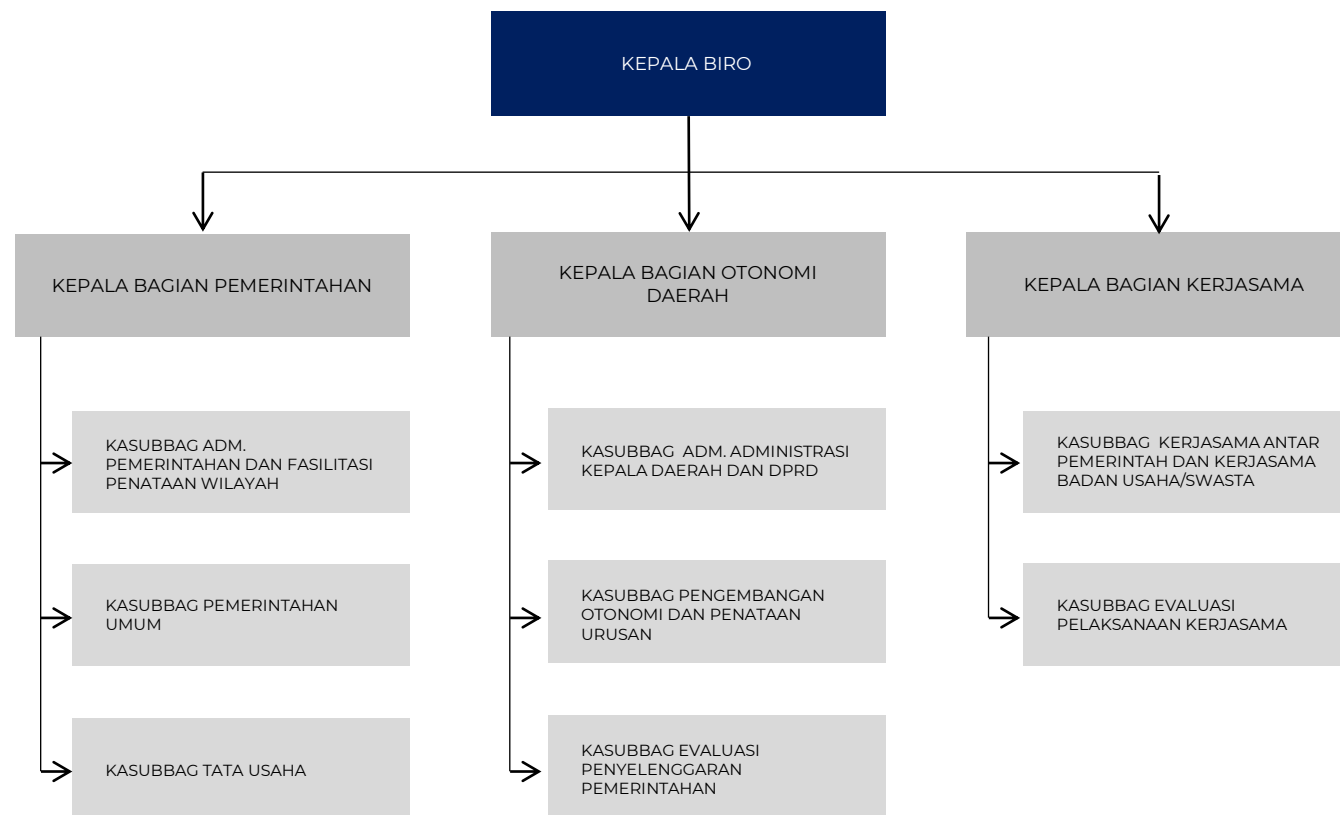 KEPALA BIRO
KEPALA BAGIAN PEMERINTAHAN
KEPALA BAGIAN OTONOMI
DAERAH
KEPALA BAGIAN KERJASAMA
KASUBBAG ADM.
PEMERINTAHAN DAN FASILITASI
PENATAAN WILAYAH
KASUBBAG PEMERINTAHAN
UMUM
KASUBBAG TATA USAHA
KASUBBAG  ADM. ADMINISTRASI
KEPALA DAERAH DAN DPRD
KASUBBAG PENGEMBANGAN
OTONOMI DAN PENATAAN
URUSAN
KASUBBAG EVALUASI
PENYELENGGARAN
PEMERINTAHAN
KASUBBAG  KERJASAMA ANTAR
PEMERINTAH DAN KERJASAMA
BADAN USAHA/SWASTA
KASUBBAG EVALUASI
PELAKSANAAN KERJASAMA